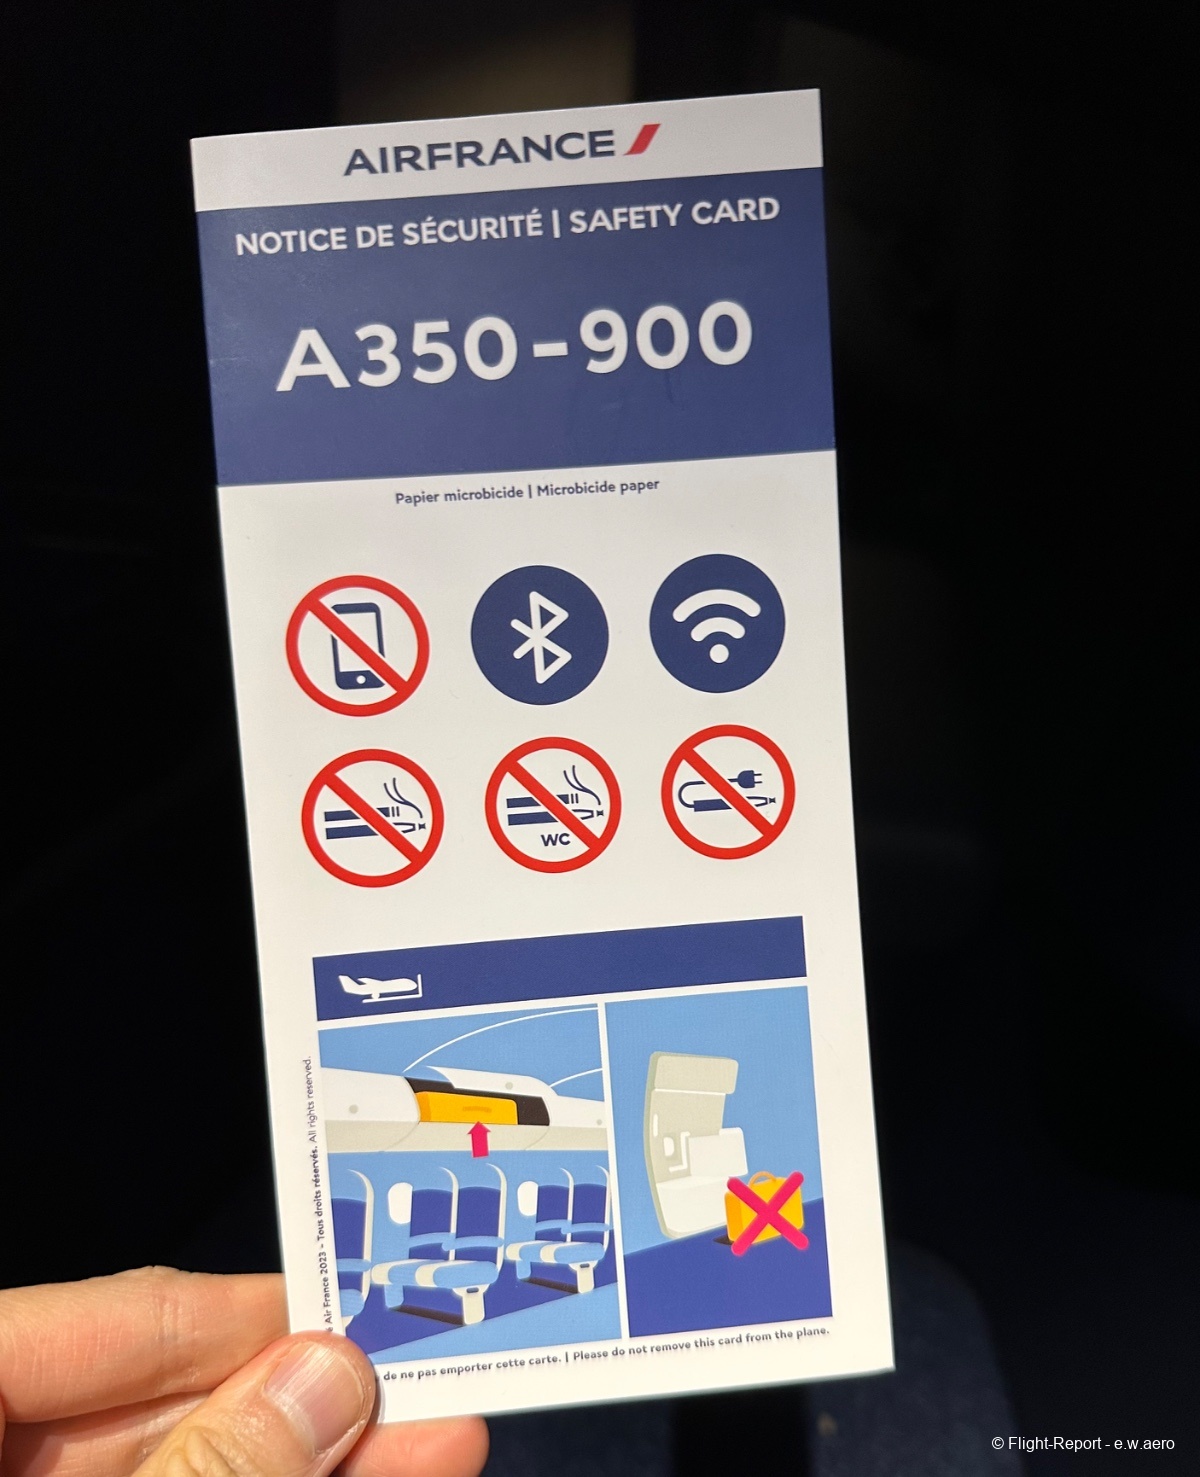 AIRFRANCE
NOTICE DE SÉCURITÉ | SAFETY CARD
A350-900
Papier microbicide | Microbicide paper
WC
Air France 2023 - Tous droits réservés. All rights reserved.
de ne pas emporter cette carte. | Please do not remove this card from the plane.
© Flight-Report - e.w.aero